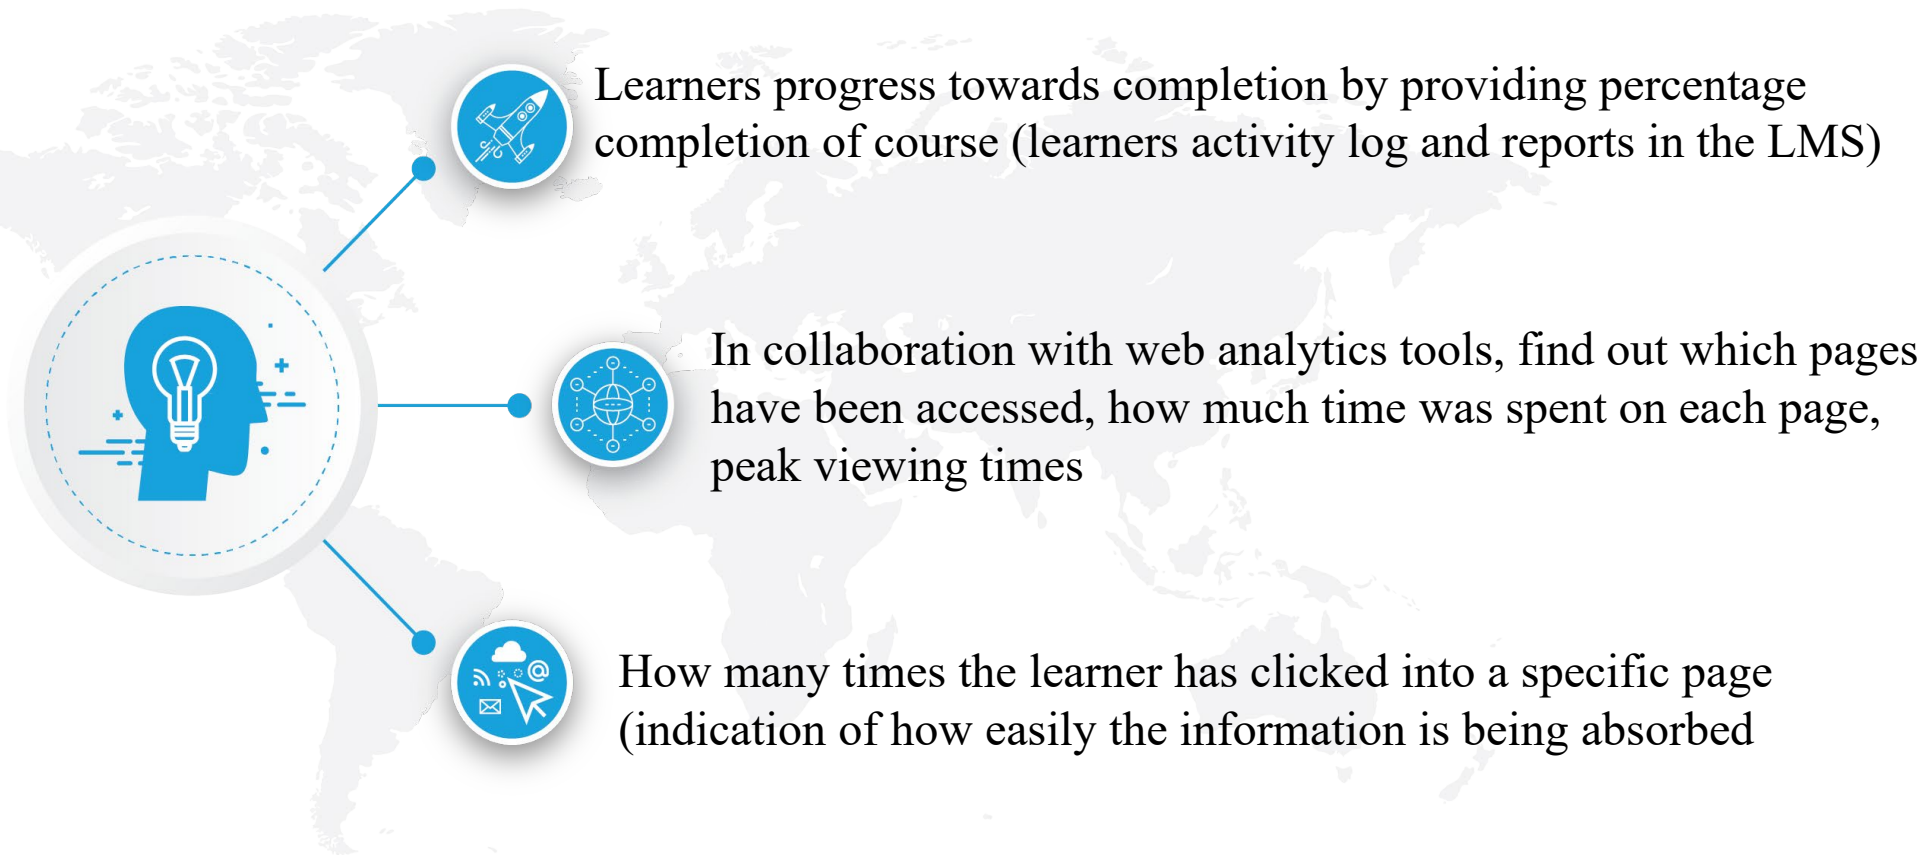 Learners progress towards completion by providing percentage
completion of course (learners activity log and reports in the LMS)
In collaboration with web analytics tools, find out which pages
have been accessed, how much time was spent on each page,
peak viewing times
How many times the learner has clicked into a specific page
(indication of how easily the information is being absorbed